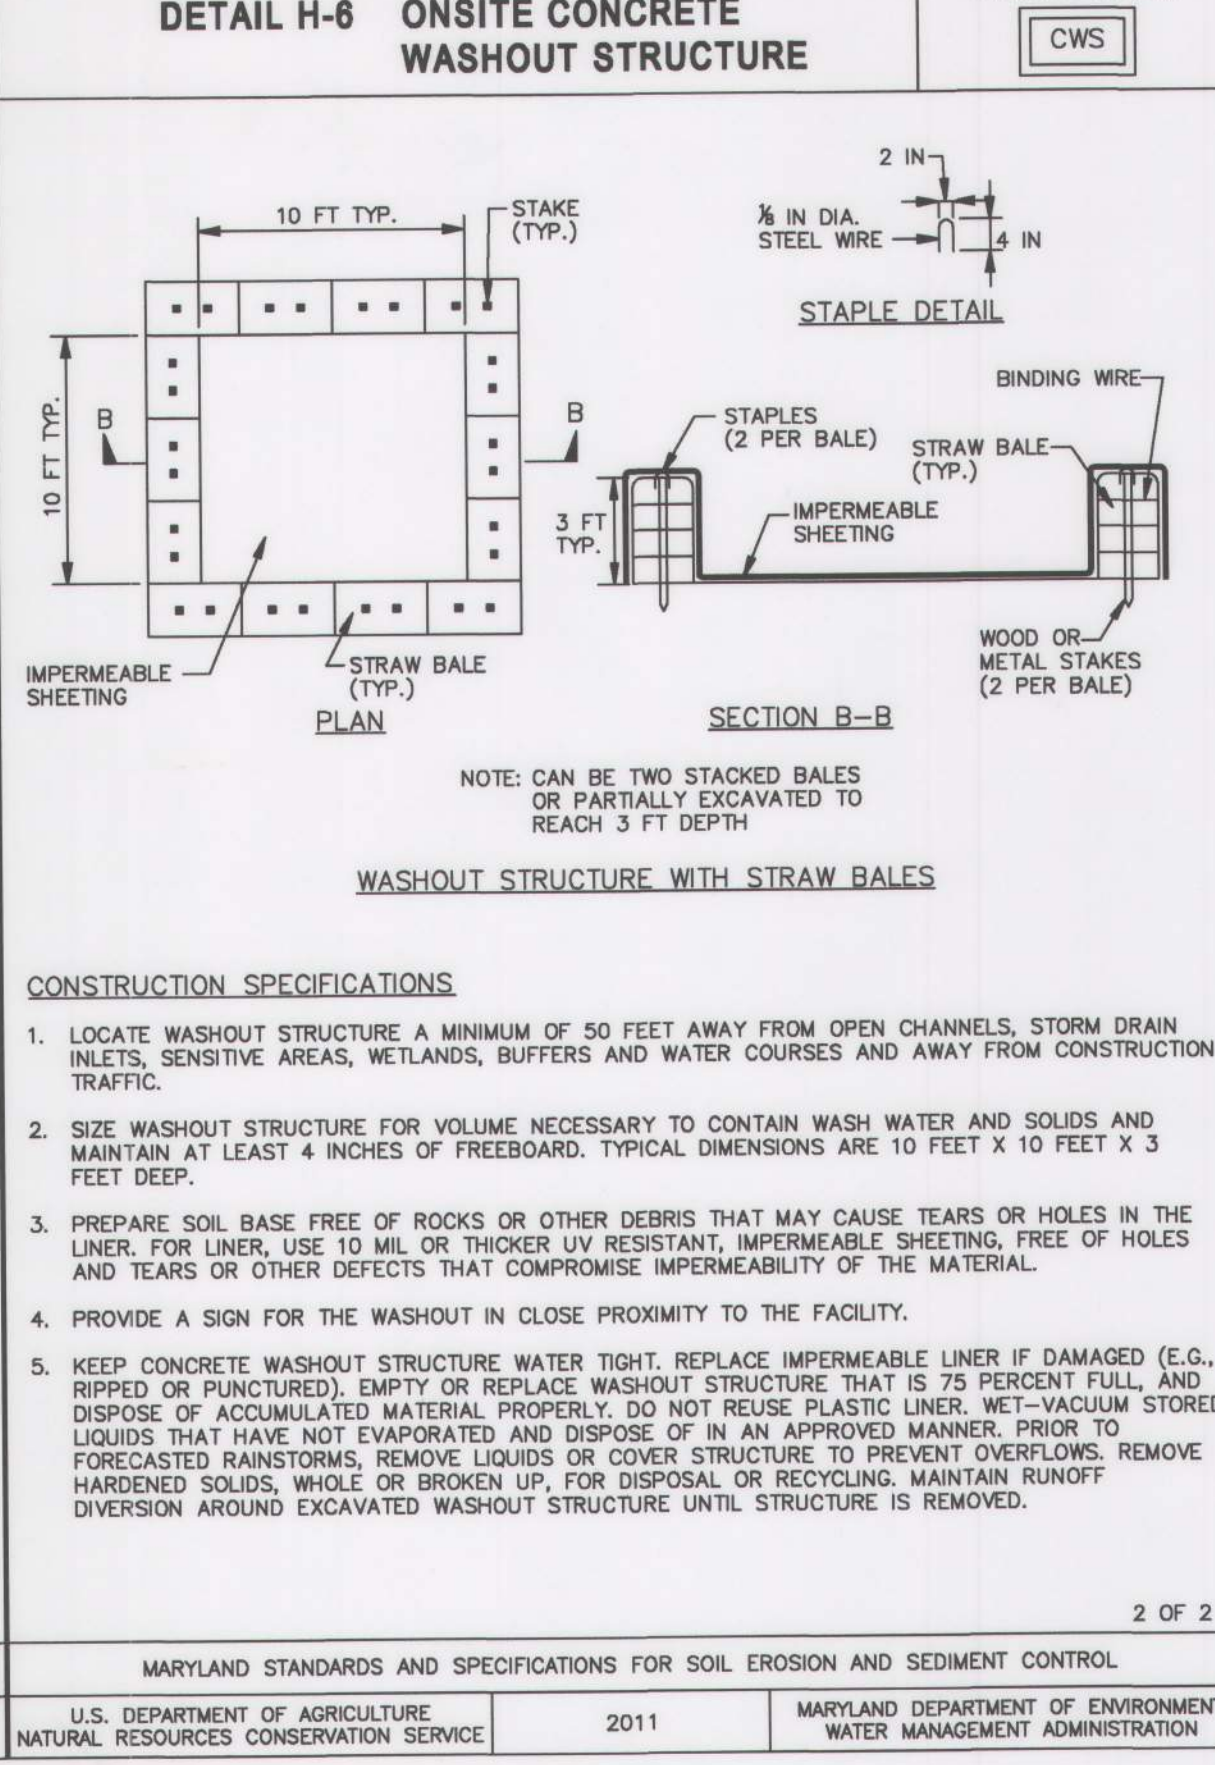 DETAIL H-6 ONSITE CONCRETE
WASHOUT STRUCTURE
CWS
10 FT TYP.
STAKE
(TYP.)
10 FT TYP.
B
B
IMPERMEABLE
SHEETING
STRAW BALE
(TYP.)
PLAN
2 IN
⅛ IN DIA.
STEEL WIRE
4 IN
STAPLE DETAIL
BINDING WIRE
STAPLES
(2 PER BALE)
STRAW BALE
(TYP.)
3 FT
TYP.
IMPERMEABLE
SHEETING
WOOD OR
METAL STAKES
(2 PER BALE)
SECTION B-B
NOTE: CAN BE TWO STACKED BALES
OR PARTIALLY EXCAVATED TO
REACH 3 FT DEPTH
WASHOUT STRUCTURE WITH STRAW BALES
CONSTRUCTION SPECIFICATIONS
1. LOCATE WASHOUT STRUCTURE A MINIMUM OF 50 FEET AWAY FROM OPEN CHANNELS, STORM DRAIN
INLETS, SENSITIVE AREAS, WETLANDS, BUFFERS AND WATER COURSES AND AWAY FROM CONSTRUCTION
TRAFFIC.
2. SIZE WASHOUT STRUCTURE FOR VOLUME NECESSARY TO CONTAIN WASH WATER AND SOLIDS AND
MAINTAIN AT LEAST 4 INCHES OF FREEBOARD. TYPICAL DIMENSIONS ARE 10 FEET X 10 FEET X 3
FEET DEEP.
3. PREPARE SOIL BASE FREE OF ROCKS OR OTHER DEBRIS THAT MAY CAUSE TEARS OR HOLES IN THE
LINER. FOR LINER, USE 10 MIL OR THICKER UV RESISTANT, IMPERMEABLE SHEETING, FREE OF HOLES
AND TEARS OR OTHER DEFECTS THAT COMPROMISE IMPERMEABILITY OF THE MATERIAL.
4. PROVIDE A SIGN FOR THE WASHOUT IN CLOSE PROXIMITY TO THE FACILITY.
5. KEEP CONCRETE WASHOUT STRUCTURE WATER TIGHT. REPLACE IMPERMEABLE LINER IF DAMAGED (E.G.,
RIPPED OR PUNCTURED). EMPTY OR REPLACE WASHOUT STRUCTURE THAT IS 75 PERCENT FULL, AND
DISPOSE OF ACCUMULATED MATERIAL PROPERLY. DO NOT REUSE PLASTIC LINER. WET-VACUUM STORED
LIQUIDS THAT HAVE NOT EVAPORATED AND DISPOSE OF IN AN APPROVED MANNER. PRIOR TO
FORECASTED RAINSTORMS, REMOVE LIQUIDS OR COVER STRUCTURE TO PREVENT OVERFLOWS. REMOVE
HARDENED SOLIDS, WHOLE OR BROKEN UP, FOR DISPOSAL OR RECYCLING. MAINTAIN RUNOFF
DIVERSION AROUND EXCAVATED WASHOUT STRUCTURE UNTIL STRUCTURE IS REMOVED.
2 OF 2
MARYLAND STANDARDS AND SPECIFICATIONS FOR SOIL EROSION AND SEDIMENT CONTROL
U.S. DEPARTMENT OF AGRICULTURE
NATURAL RESOURCES CONSERVATION SERVICE
2011
MARYLAND DEPARTMENT OF ENVIRONMENT
WATER MANAGEMENT ADMINISTRATION